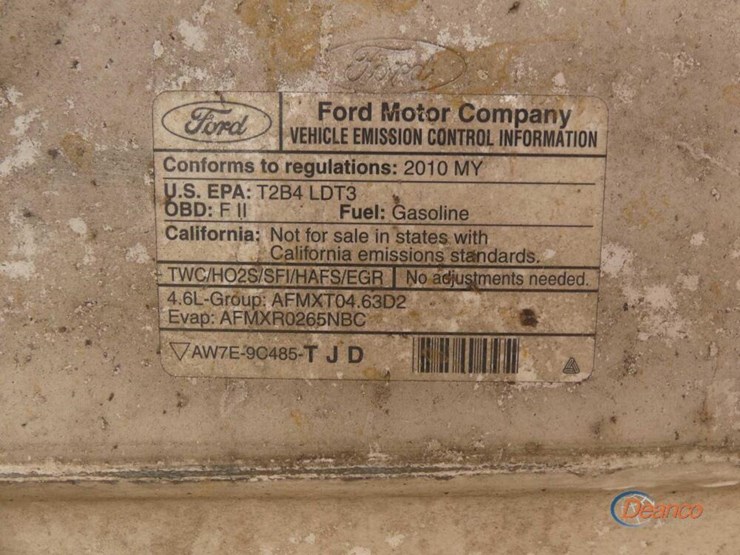 Ford
Ford
Ford Motor Company
VEHICLE EMISSION CONTROL INFORMATION
Conforms to regulations: 2010 MY
U.S. EPA: T2B4 LDT3
OBD: F II Fuel: Gasoline
California: Not for sale in states with
California emissions standards.
TWC/HO2S/SFI/HAFS/EGR No adjustments needed.
4.6L-Group: AFMXT04.63D2
Evap: AFMXR0265NBC
AW7E-9C485-T J D
Deanco